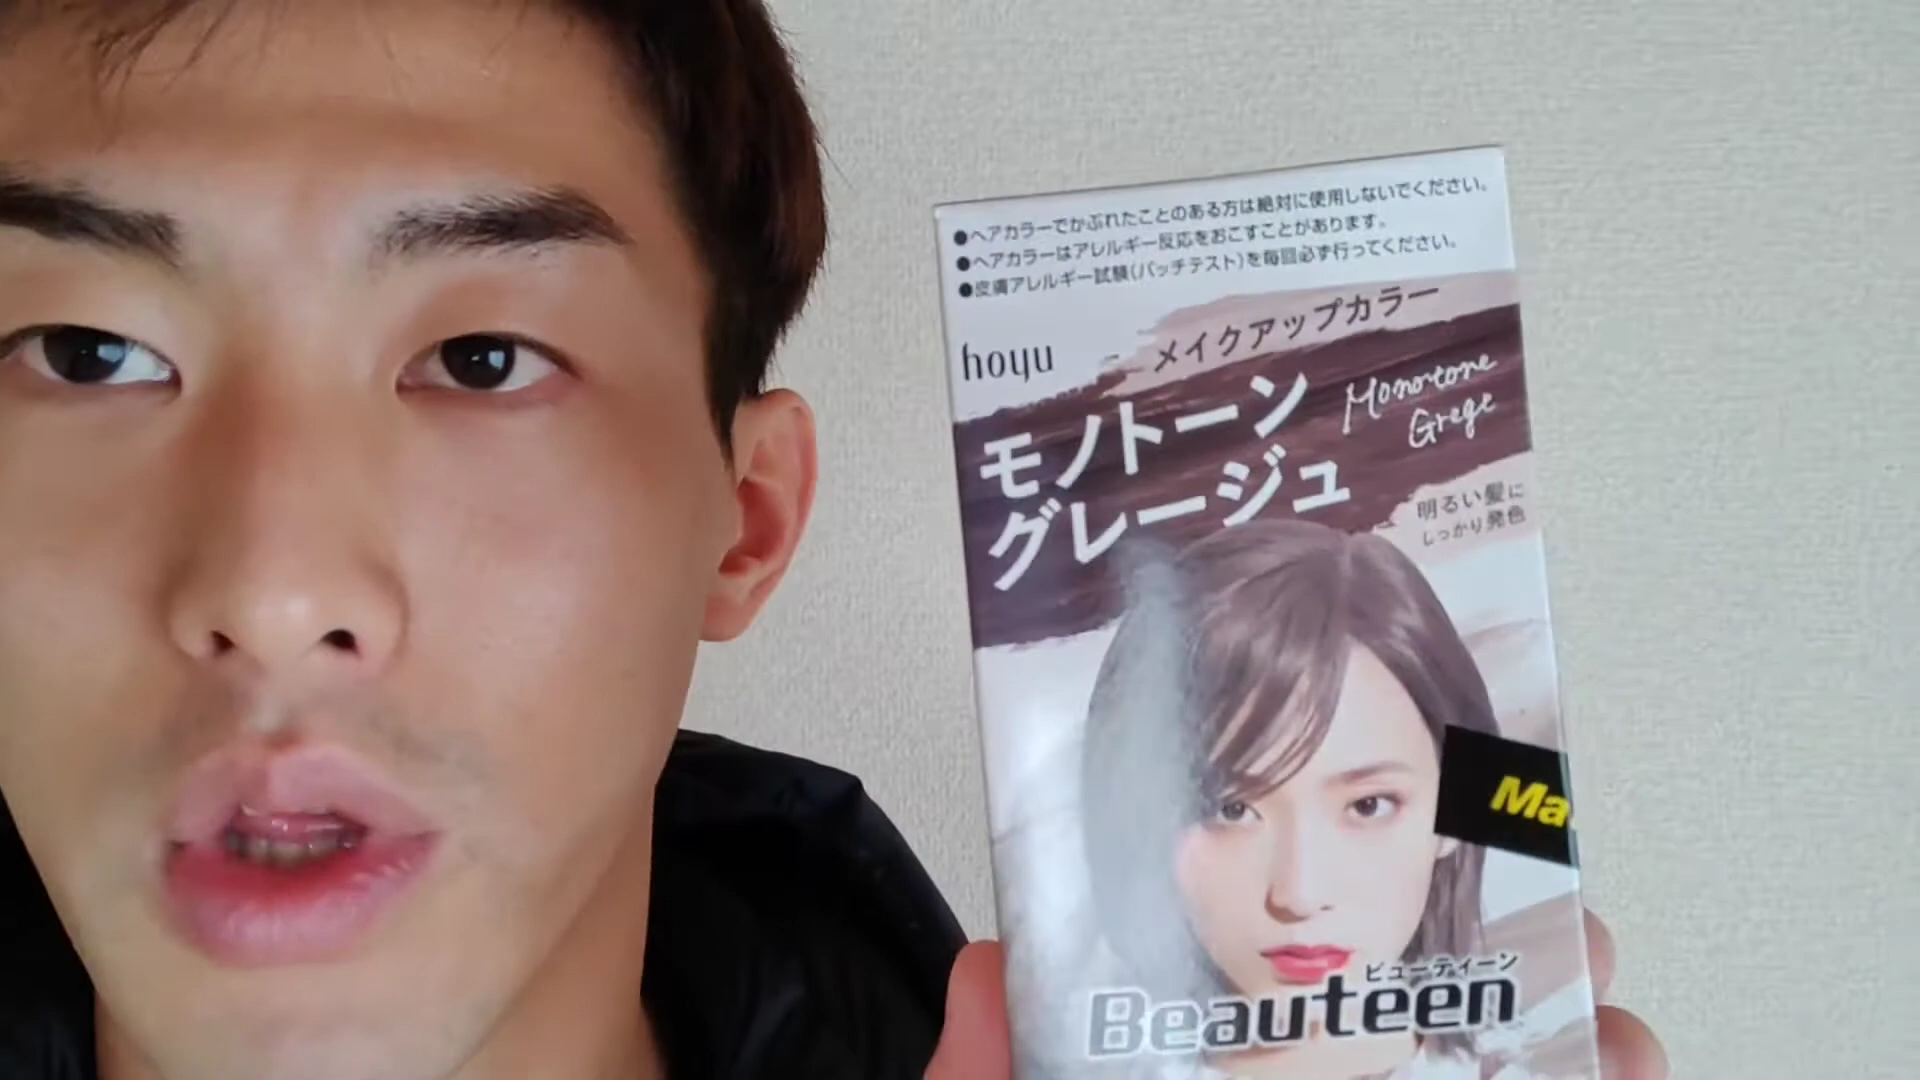 ●ヘアカラーでかぶれたことのある方は絶対に使用しないでください。
●ヘアカラーはアレルギー反応をおこすことがあります。
●皮膚アレルギー試験(パッチテスト)を毎回必ず行ってください。
hoyu
メイクアップカラー
モノトーン
グレージュ
Monotone
Grege
明るい髪に
しっかり発色
Ma
ビューティーン
Beauteen